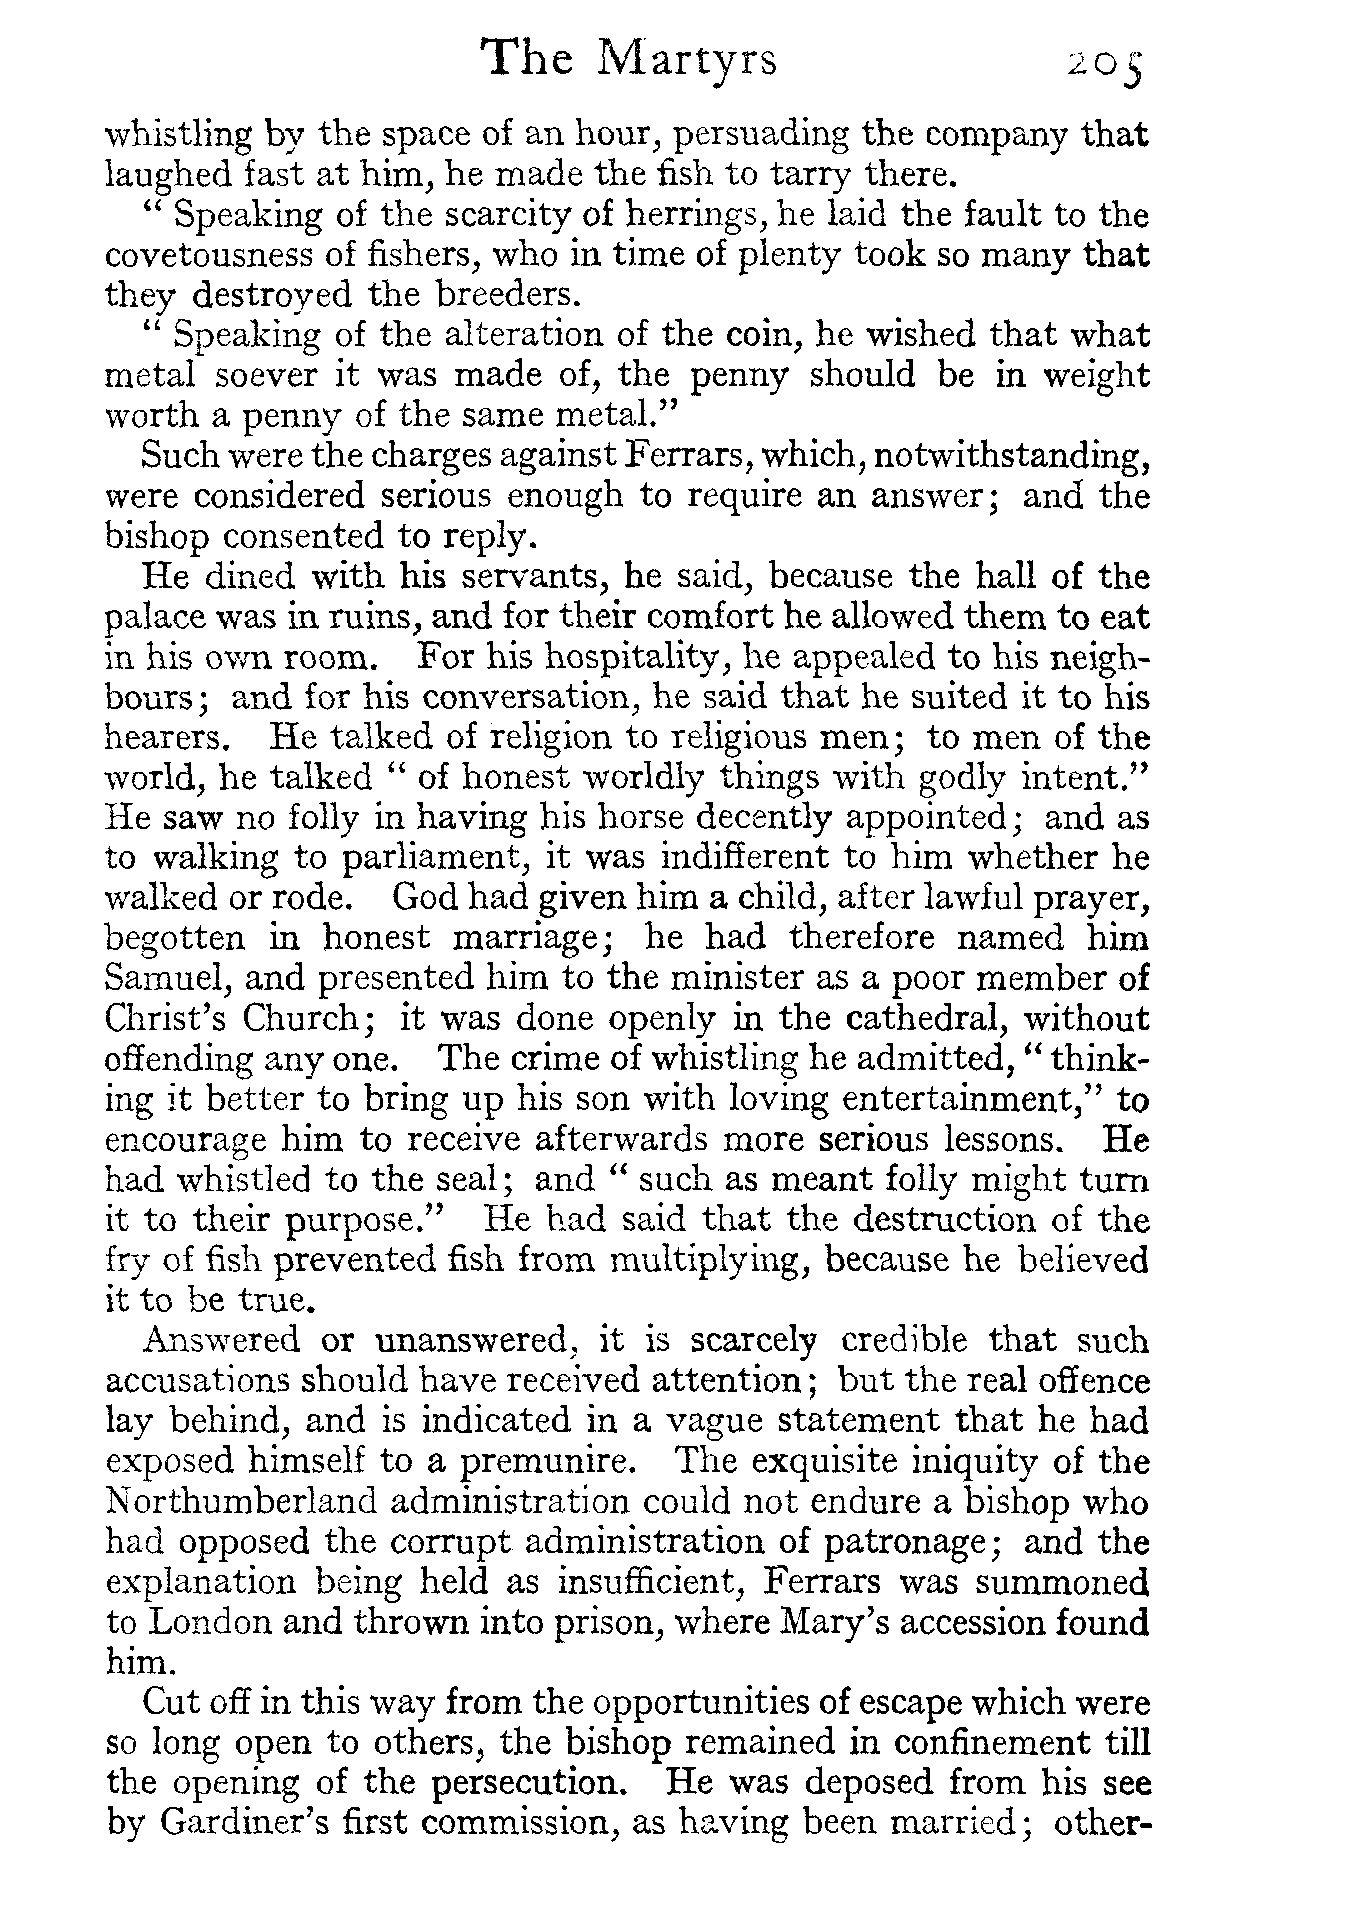 The Martyrs 205
whistling by the space of an hour, persuading the company that
laughed fast at him, he made the fish to tarry there.
“ Speaking of the scarcity of herrings, he laid the fault to the
covetousness of fishers, who in time of plenty took so many that
they destroyed the breeders.
“ Speaking of the alteration of the coin, he wished that what
metal soever it was made of, the penny should be in weight
worth a penny of the same metal.”
Such were the charges against Ferrars, which, notwithstanding,
were considered serious enough to require an answer; and the
bishop consented to reply.
He dined with his servants, he said, because the hall of the
palace was in ruins, and for their comfort he allowed them to eat
in his own room. For his hospitality, he appealed to his neigh-
bours; and for his conversation, he said that he suited it to his
hearers. He talked of religion to religious men; to men of the
world, he talked “ of honest worldly things with godly intent.”
He saw no folly in having his horse decently appointed; and as
to walking to parliament, it was indifferent to him whether he
walked or rode. God had given him a child, after lawful prayer,
begotten in honest marriage; he had therefore named him
Samuel, and presented him to the minister as a poor member of
Christ’s Church; it was done openly in the cathedral, without
offending any one. The crime of whistling he admitted, “ think-
ing it better to bring up his son with loving entertainment,” to
encourage him to receive afterwards more serious lessons. He
had whistled to the seal; and “ such as meant folly might turn
it to their purpose.” He had said that the destruction of the
fry of fish prevented fish from multiplying, because he believed
it to be true.
Answered or unanswered, it is scarcely credible that such
accusations should have received attention; but the real offence
lay behind, and is indicated in a vague statement that he had
exposed himself to a premunire. The exquisite iniquity of the
Northumberland administration could not endure a bishop who
had opposed the corrupt administration of patronage; and the
explanation being held as insufficient, Ferrars was summoned
to London and thrown into prison, where Mary’s accession found
him.
Cut off in this way from the opportunities of escape which were
so long open to others, the bishop remained in confinement till
the opening of the persecution. He was deposed from his see
by Gardiner’s first commission, as having been married; other-